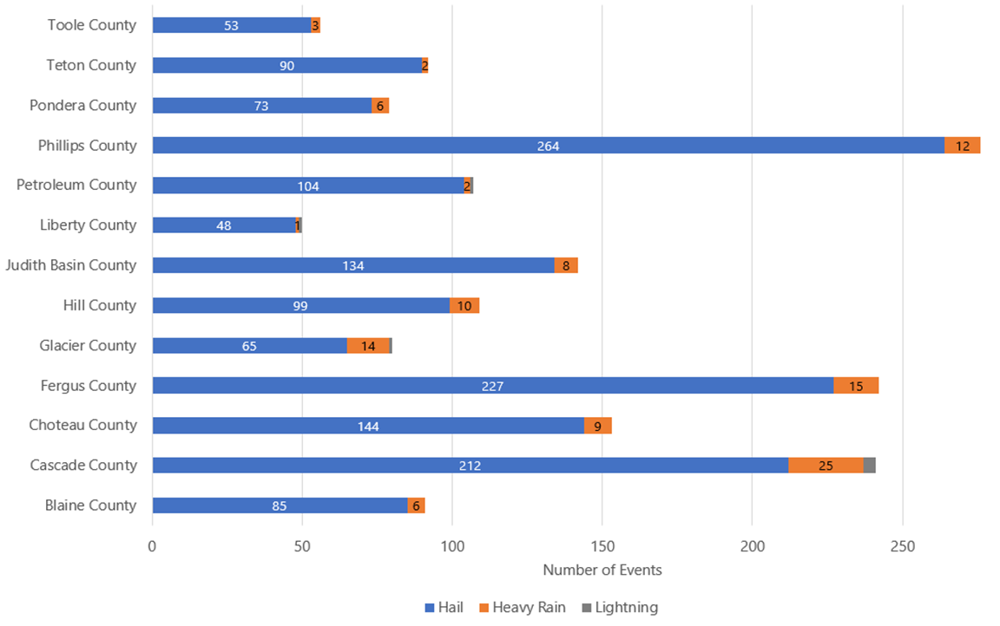 Toole County 53 3
Teton County 90 2
Pondera County 73 6
Phillips County 264 12
Petroleum County 104 2
Liberty County 48 1
Judith Basin County 134 8
Hill County 99 10
Glacier County 65 14
Fergus County 227 15
Choteau County 144 9
Cascade County 212 25
Blaine County 85 6
0 50 100 150 200 250
Number of Events
Hail Heavy Rain Lightning